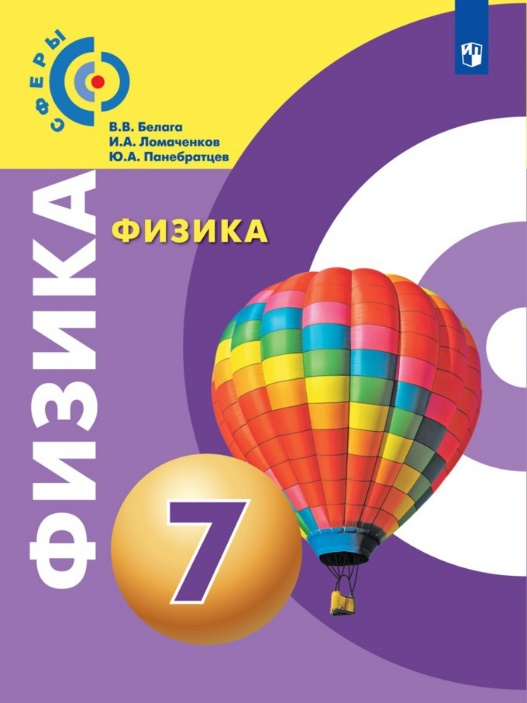 СФЕРЫ
В.В. Белага
И.А. Ломаченков
Ю.А. Панебратцев
ФИЗИКА
ФИЗИКА
7